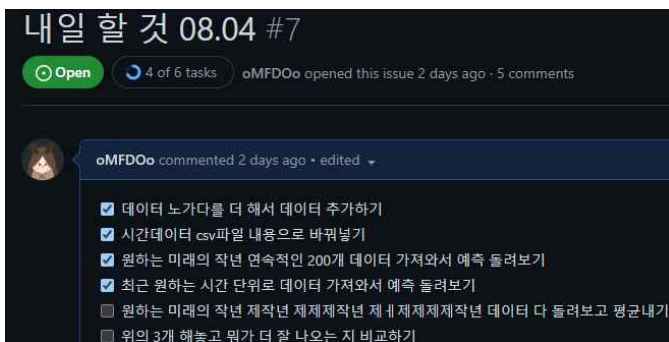 내일 할 것 08.04 #7
Open 4 of 6 tasks oMFDOo opened this issue 2 days ago · 5 comments
oMFDOo commented 2 days ago • edited
데이터 노가다를 더 해서 데이터 추가하기
시간데이터 csv파일 내용으로 바꿔넣기
원하는 미래의 작년 연속적인 200개 데이터 가져와서 예측 돌려보기
최근 원하는 시간 단위로 데이터 가져와서 예측 돌려보기
원하는 미래의 작년 제작년 제제제작년 제ㅔ제제제제작년 데이터 다 돌려보고 평균내기
위의 3개 해놓고 뭐가 더 잘 나오는 지 비교하기